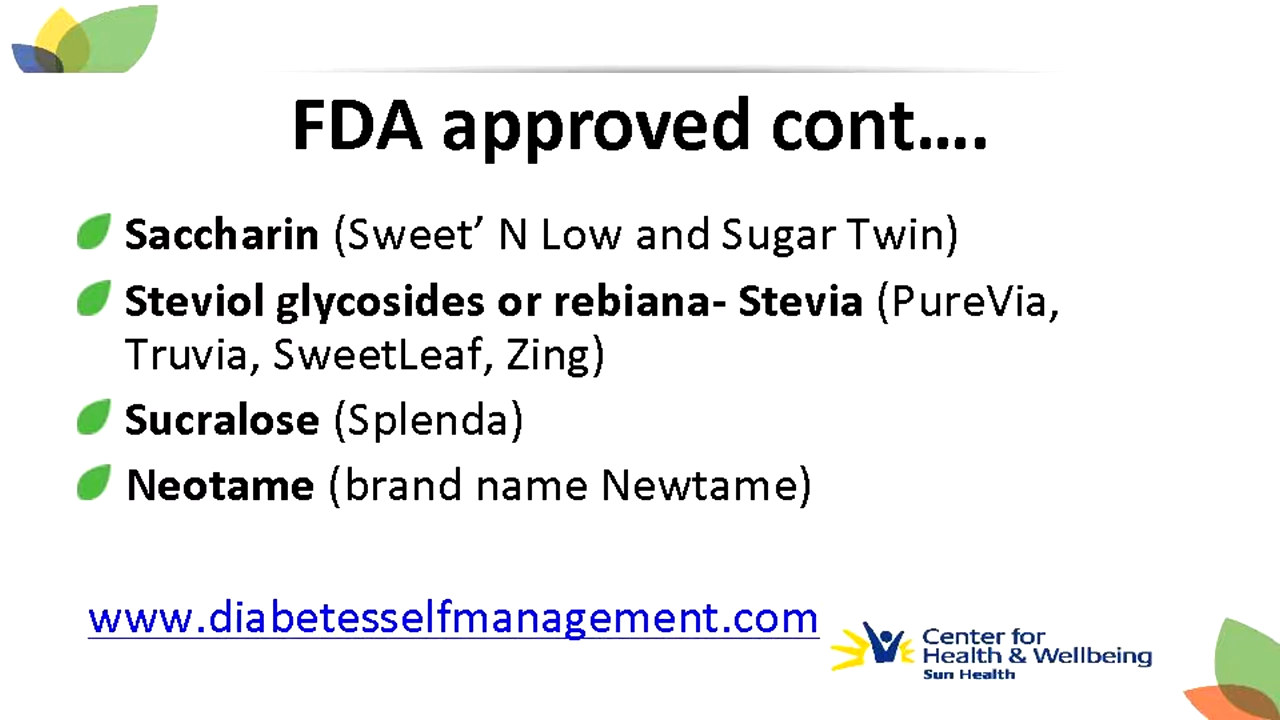 FDA approved cont....
Saccharin (Sweet’ N Low and Sugar Twin)
Steviol glycosides or rebiana- Stevia (PureVia,
Truvia, SweetLeaf, Zing)
Sucralose (Splenda)
Neotame (brand name Newtame)
www.diabetesselfmanagement.com
Center for
Health & Wellbeing
Sun Health